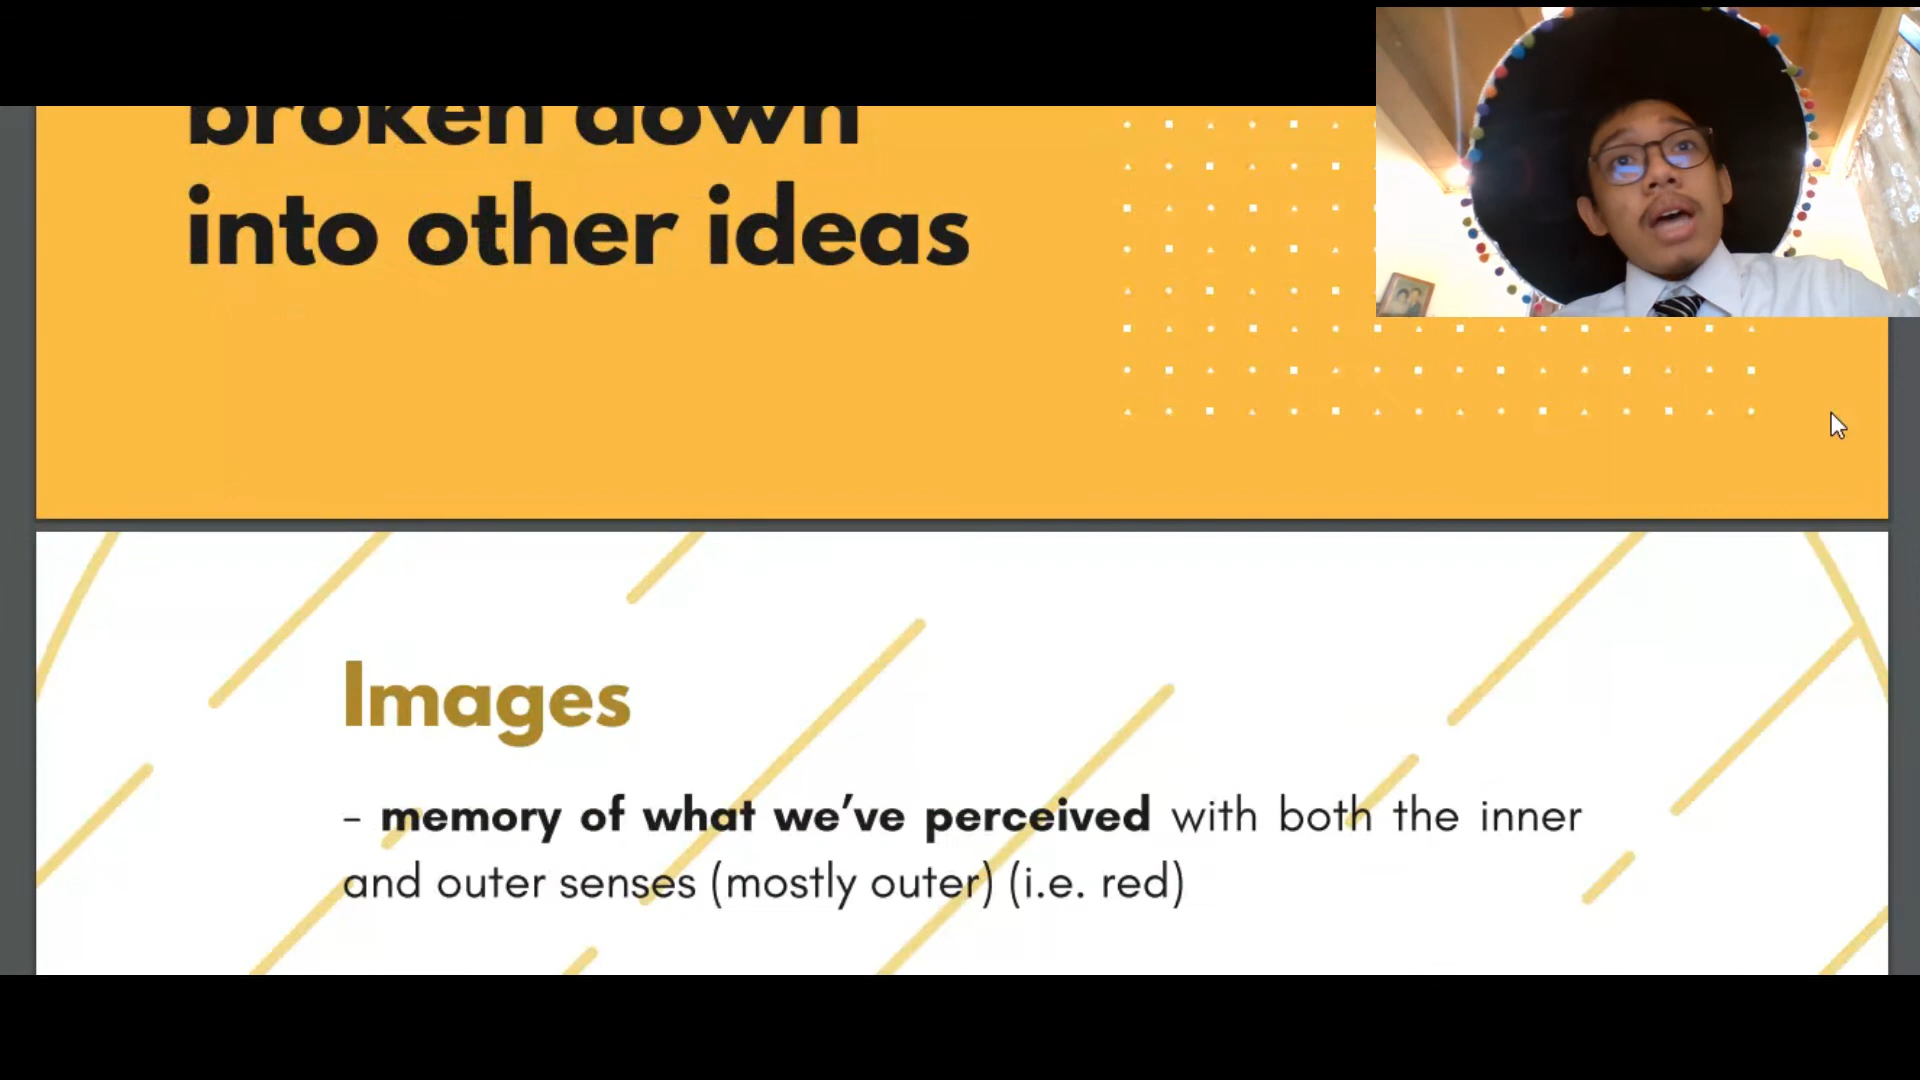 broken down
into other ideas
Images
- memory of what we’ve perceived with both the inner
and outer senses (mostly outer) (i.e. red)